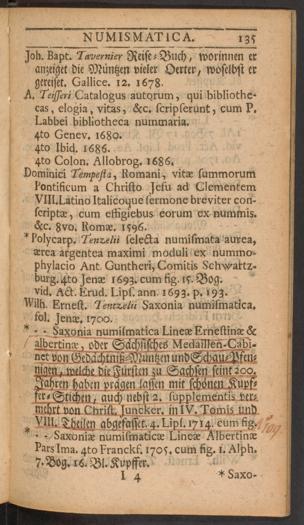 NUMISMATICA. 135
Joh. Bapt. Tavernier Reise-Buch, worinnen er
anzeiget die Müntzen vieler Oerter, woselbst er
gereiset. Gallice. 12. 1678.
A. Teisseri Catalogus autorum, qui bibliothe-
cas, elogia, vitas, &c. scripserunt, cum P.
Labbei bibliotheca nummaria.
4to Genev. 1680.
4to Ibid. 1686.
4to Colon. Allobrog. 1686.
Dominici Tempesta, Romani, vitæ summorum
Pontificum a Christo Jesu ad Clementem
VIII. Latino Italicoque sermone breviter con-
scriptæ, cum effigiebus eorum ex nummis.
&c. 8vo. Romæ. 1596.
* Polycarp. Tenzelii selecta numismata aurea,
ærea argentea maximi moduli ex nummo-
phylacio Ant. Guntheri, Comitis Schwartz-
burg. 4to Jenæ 1693. cum fig. 15. Bog.
vid. Act. Erud. Lips. ann. 1693. p. 193.
Wilh. Ernest. Tenzelii Saxonia numismatica,
fol. Jenæ, 1700.
* - - Saxonia numismatica Lineæ Ernestinæ &
albertinæ, oder Sächsisches Medaillen-Cabi-
net von Gedächtniß-Müntzen und Schau-Pfen-
nigen, welche die Fürsten zu Sachsen seint 200.
Jahren haben prägen lassen mit schönen Kupf-
fer-Stichen, auch nebst 2. supplementis ver-
mehrt von Christ. Juncker. in IV. Tomis und
VIII. Theilen abgefasset. 4. Lips. 1714. cum fig.
* - - Saxoniæ numismaticæ Lineæ Albertinæ
Pars Ima. 4to Franckf. 1705. cum fig. 1. Alph.
7. Bog. 16. Bl. Kupffer.
I 4 * Saxo-